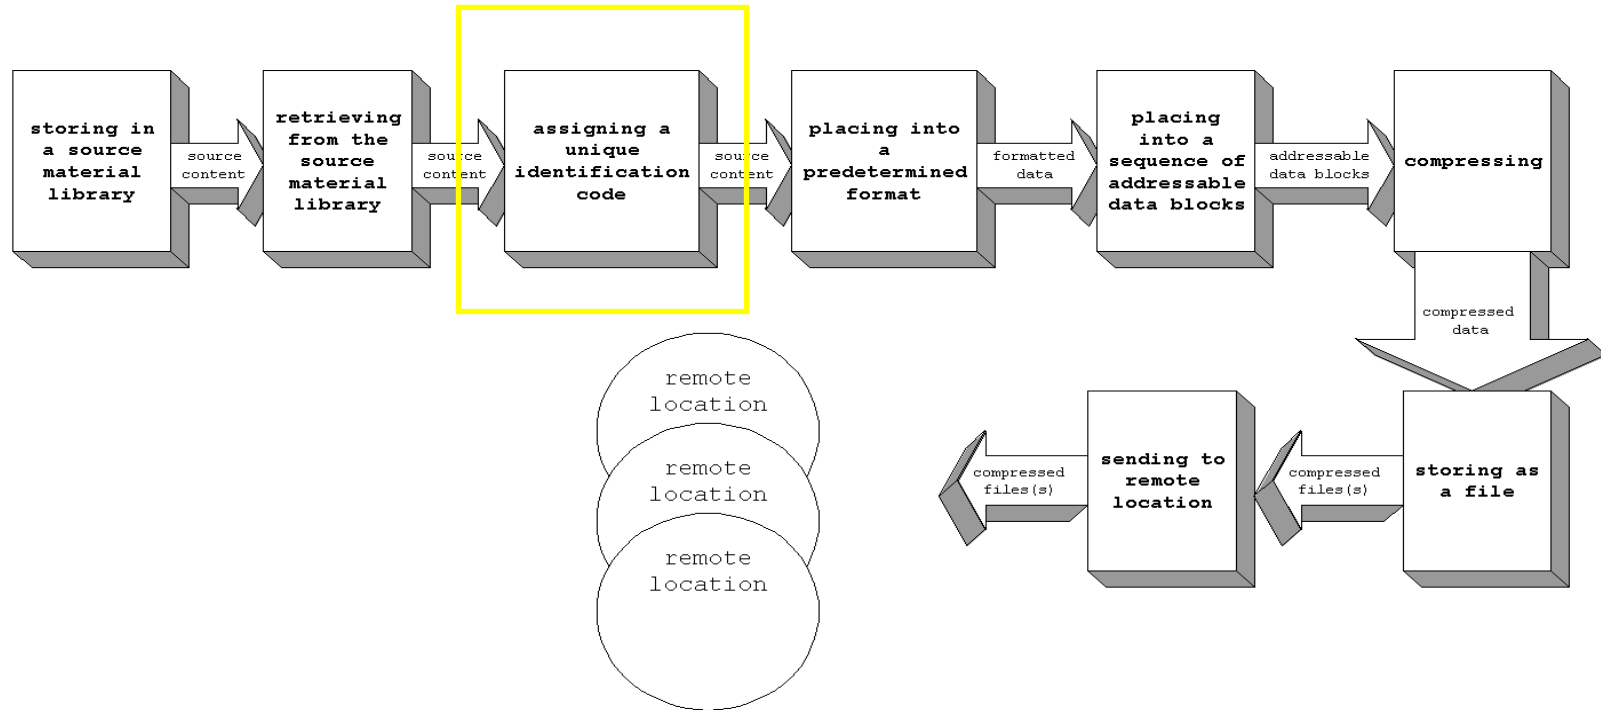 storing in
a source
material
library
source
content
retrieving
from the
source
material
library
source
content
assigning a
unique
identification
code
source
content
placing into
a
predetermined
format
formatted
data
placing
into a
sequence of
addressable
data blocks
addressable
data blocks
compressing
compressed
data
storing as
a file
compressed
files(s)
sending to
remote
location
compressed
files(s)
remote
location
remote
location
remote
location